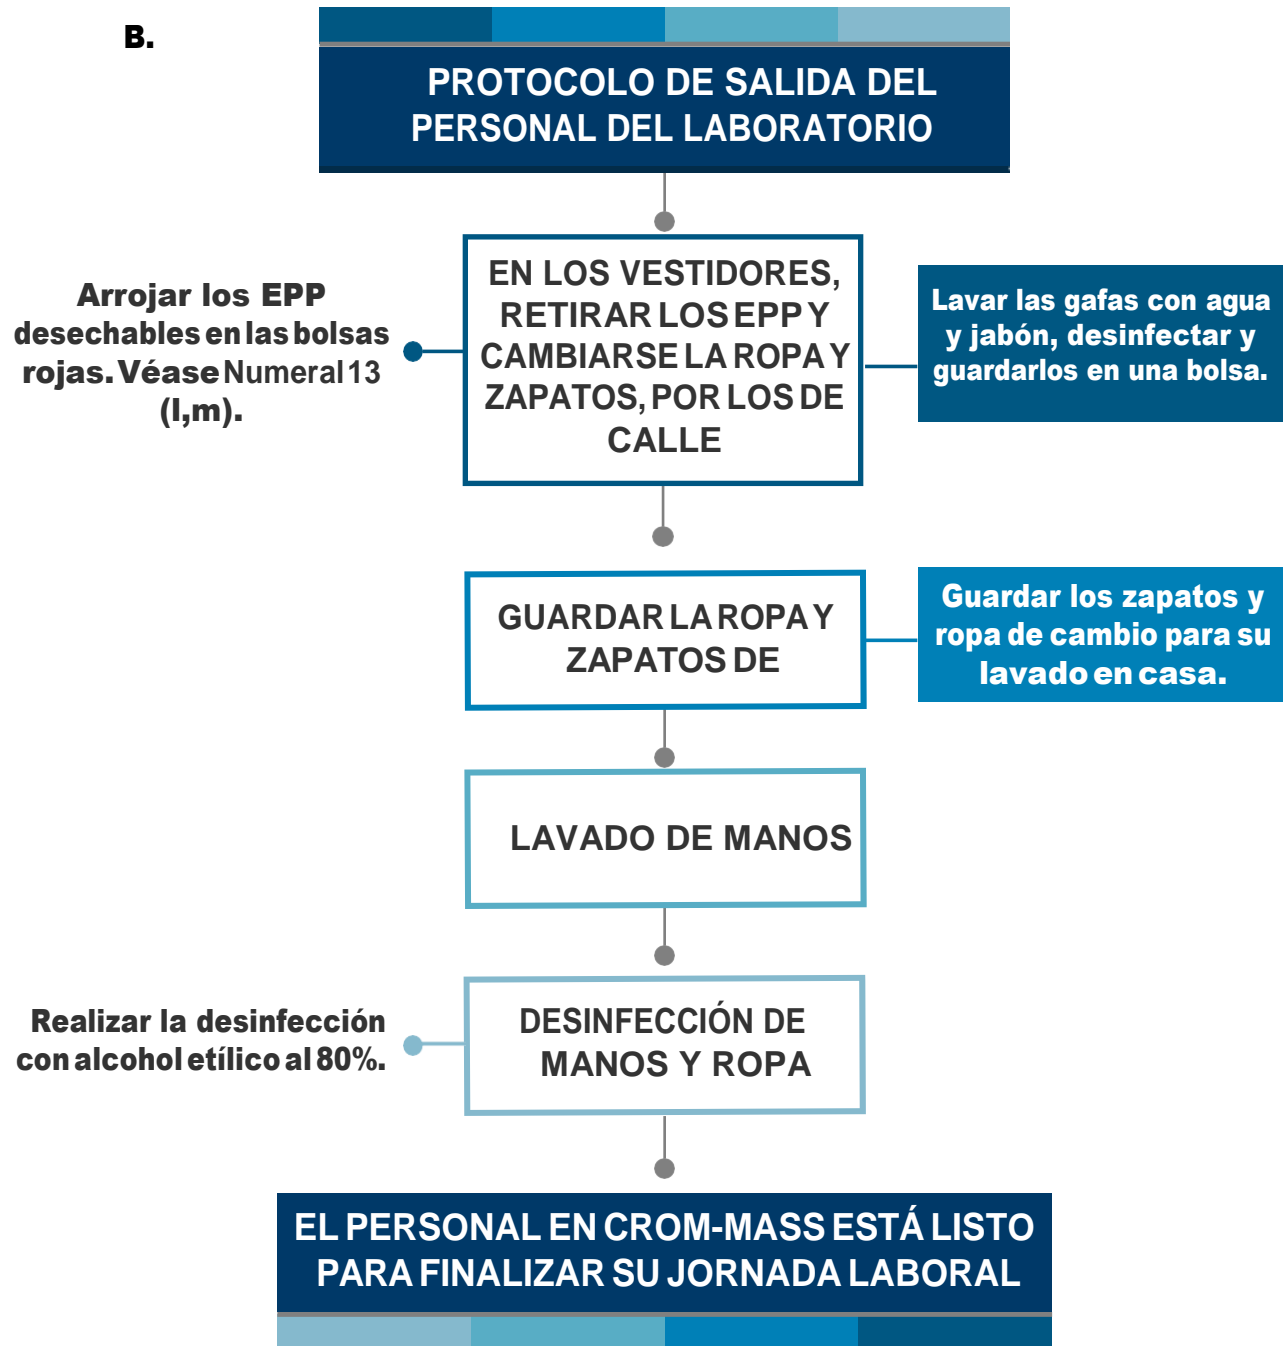 B.
PROTOCOLO DE SALIDA DEL
PERSONAL DEL LABORATORIO
Arrojar los EPP
desechables en las bolsas
rojas. Véase Numeral 13
(l,m).
EN LOS VESTIDORES,
RETIRAR LOS EPP Y
CAMBIARSE LA ROPA Y
ZAPATOS, POR LOS DE
CALLE
Lavar las gafas con agua
y jabón, desinfectar y
guardarlos en una bolsa.
GUARDAR LA ROPA Y
ZAPATOS DE
Guardar los zapatos y
ropa de cambio para su
lavado en casa.
LAVADO DE MANOS
Realizar la desinfección
con alcohol etílico al 80%.
DESINFECCIÓN DE
MANOS Y ROPA
EL PERSONAL EN CROM-MASS ESTÁ LISTO
PARA FINALIZAR SU JORNADA LABORAL